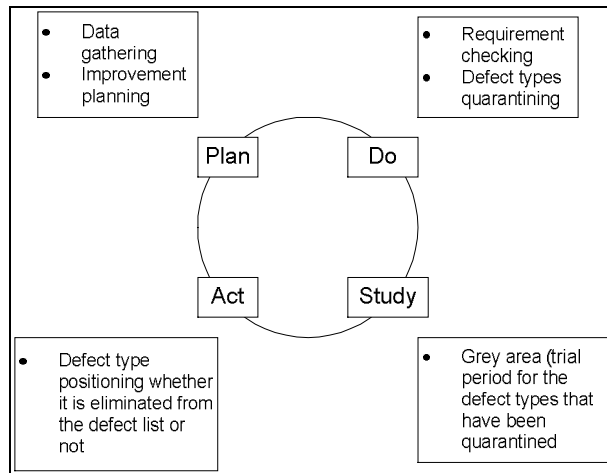 ● Data
gathering
● Improvement
planning
● Requirement
checking
● Defect types
quarantining
Plan
Do
Act
Study
● Defect type
positioning whether
it is eliminated from
the defect list or
not
● Grey area (trial
period for the
defect types that
have been
quarantined